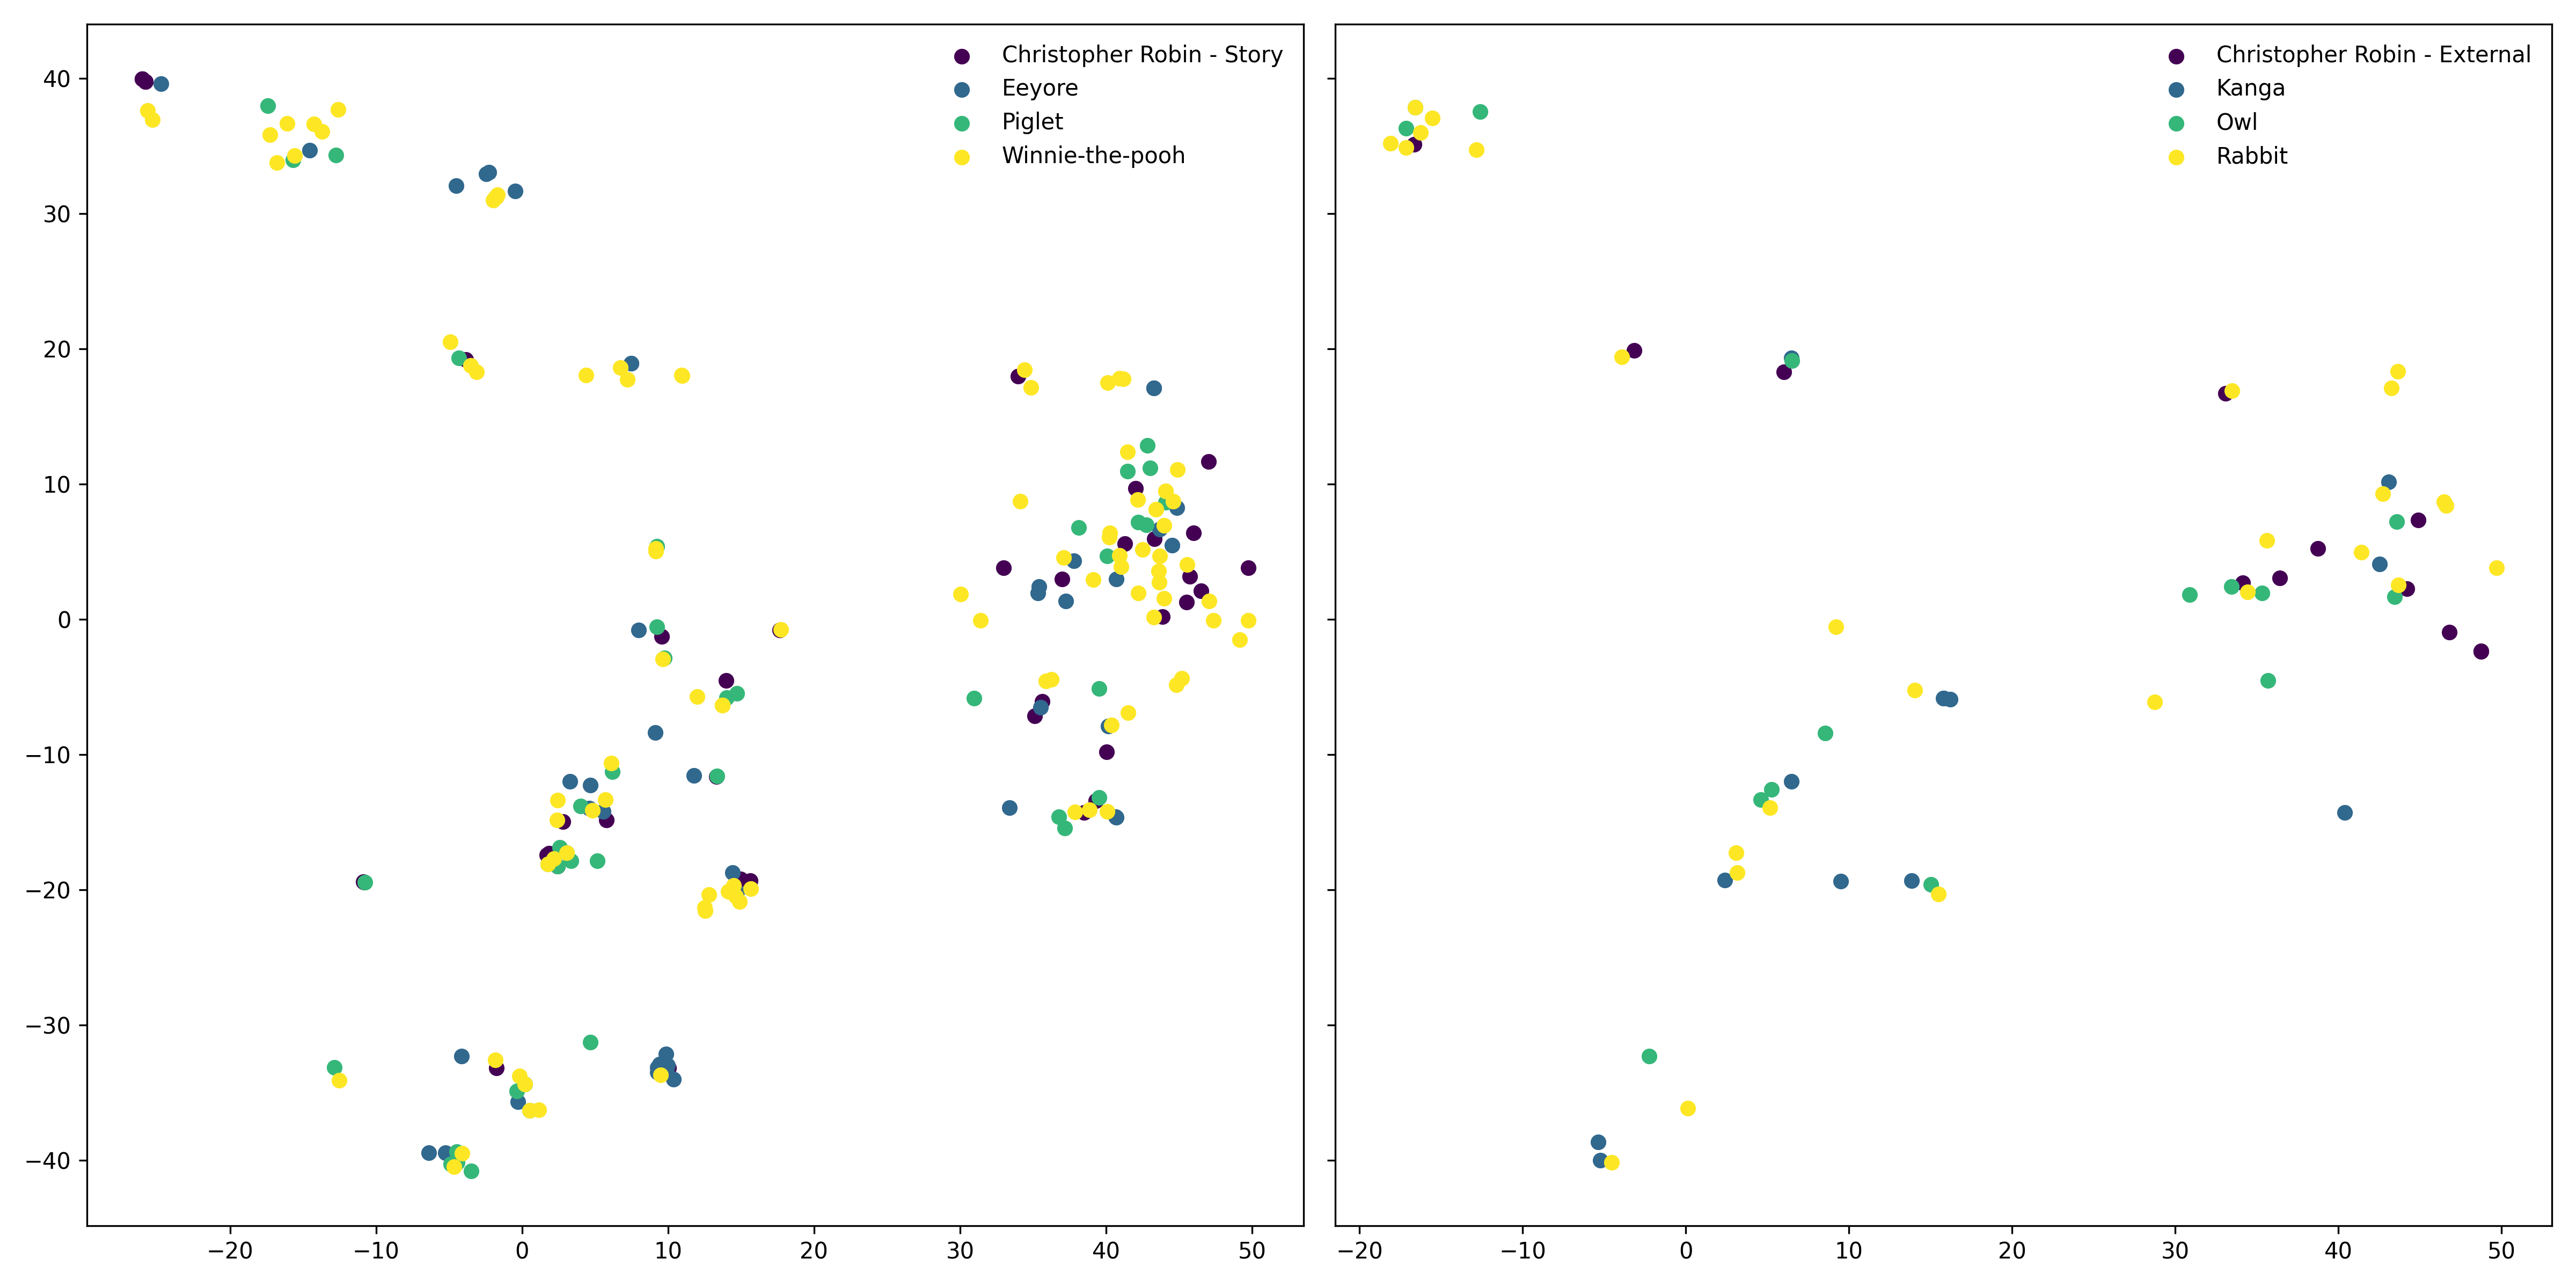 Christopher Robin - Story
Eeyore
Piglet
Winnie-the-pooh
40
30
20
10
0
−10
−20
−30
−40
−20 −10 0 10 20 30 40 50
Christopher Robin - External
Kanga
Owl
Rabbit
−20 −10 0 10 20 30 40 50